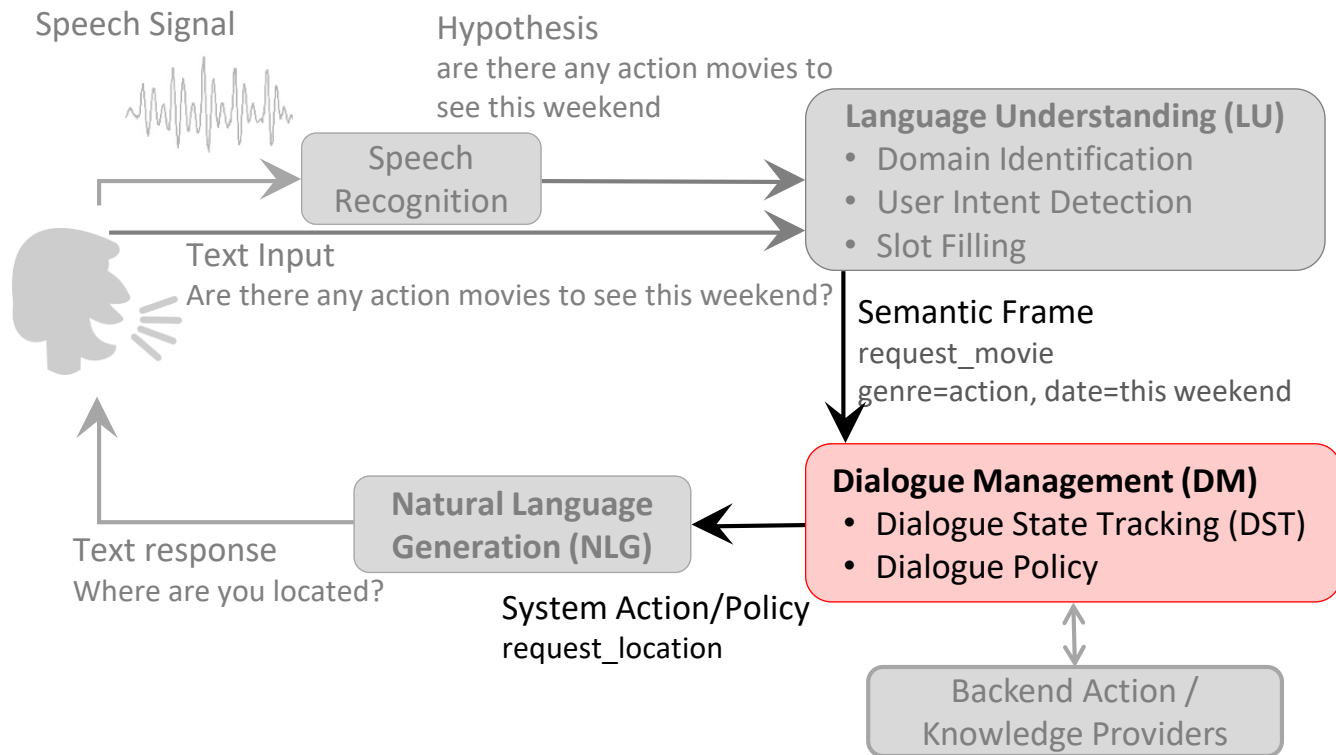 Speech Signal
Hypothesis
are there any action movies to
see this weekend
Speech
Recognition
Language Understanding (LU)
• Domain Identification
• User Intent Detection
• Slot Filling
Text Input
Are there any action movies to see this weekend?
Semantic Frame
request_movie
genre=action, date=this weekend
Dialogue Management (DM)
• Dialogue State Tracking (DST)
• Dialogue Policy
Natural Language
Generation (NLG)
Text response
Where are you located?
System Action/Policy
request_location
Backend Action /
Knowledge Providers